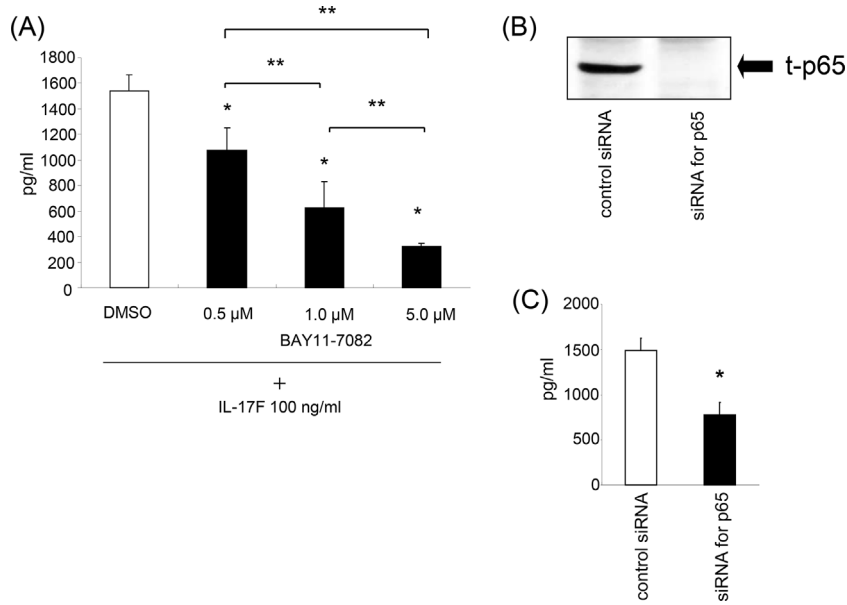 (A)
**
**
**
*
*
*
pg/ml
1800
1600
1400
1200
1000
800
600
400
200
0
DMSO
0.5 µM
1.0 µM
5.0 µM
BAY11-7082
+
IL-17F 100 ng/ml
(B)
t-p65
control siRNA
siRNA for p65
(C)
pg/ml
2000
1500
1000
500
0
*
control siRNA
siRNA for p65